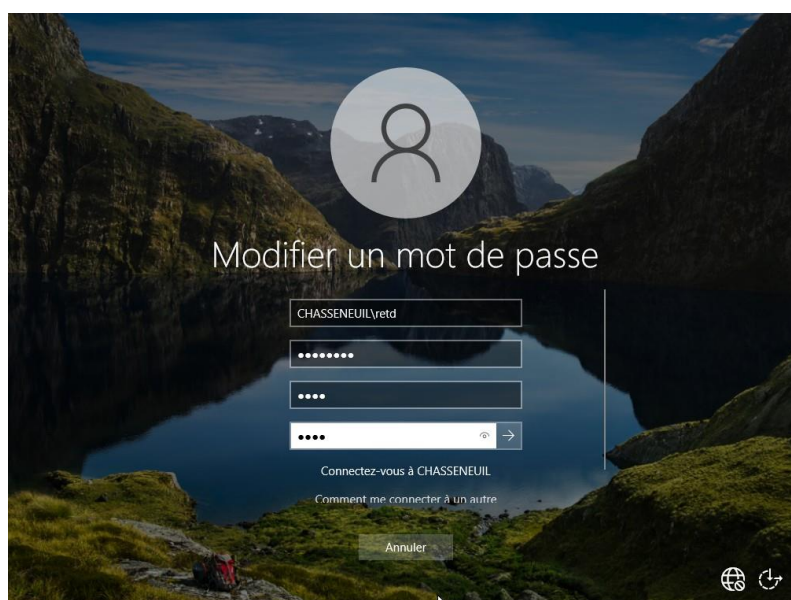 Modifier un mot de passe
CHASSENEUIL\retd
••••••••
••••
••••
Connectez-vous à CHASSENEUIL
Comment me connecter à un autre
Annuler